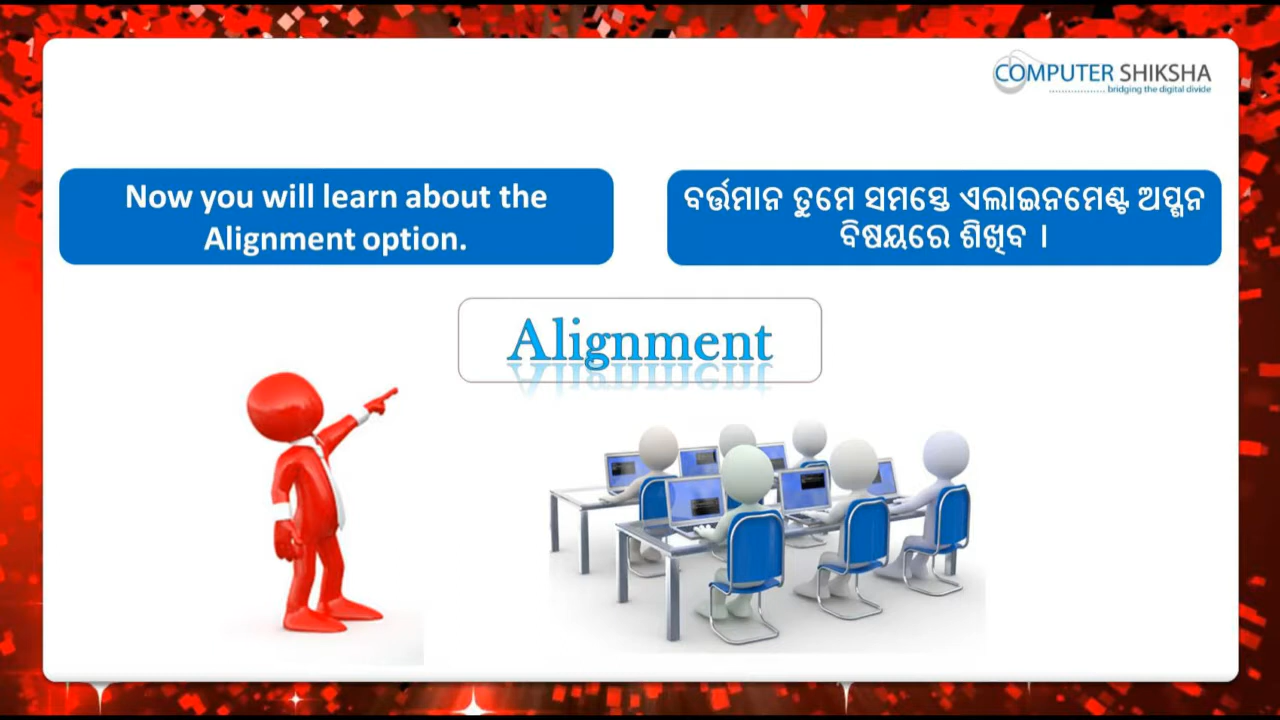 COMPUTER SHIKSHA
bridging the digital divide
Now you will learn about the
Alignment option.
ବର୍ତ୍ତମାନ ତୁମେ ସମସ୍ତେ ଏଲାଇନମେଣ୍ଟ ଅପ୍ସନ
ବିଷୟରେ ଶିଖିବ ।
Alignment